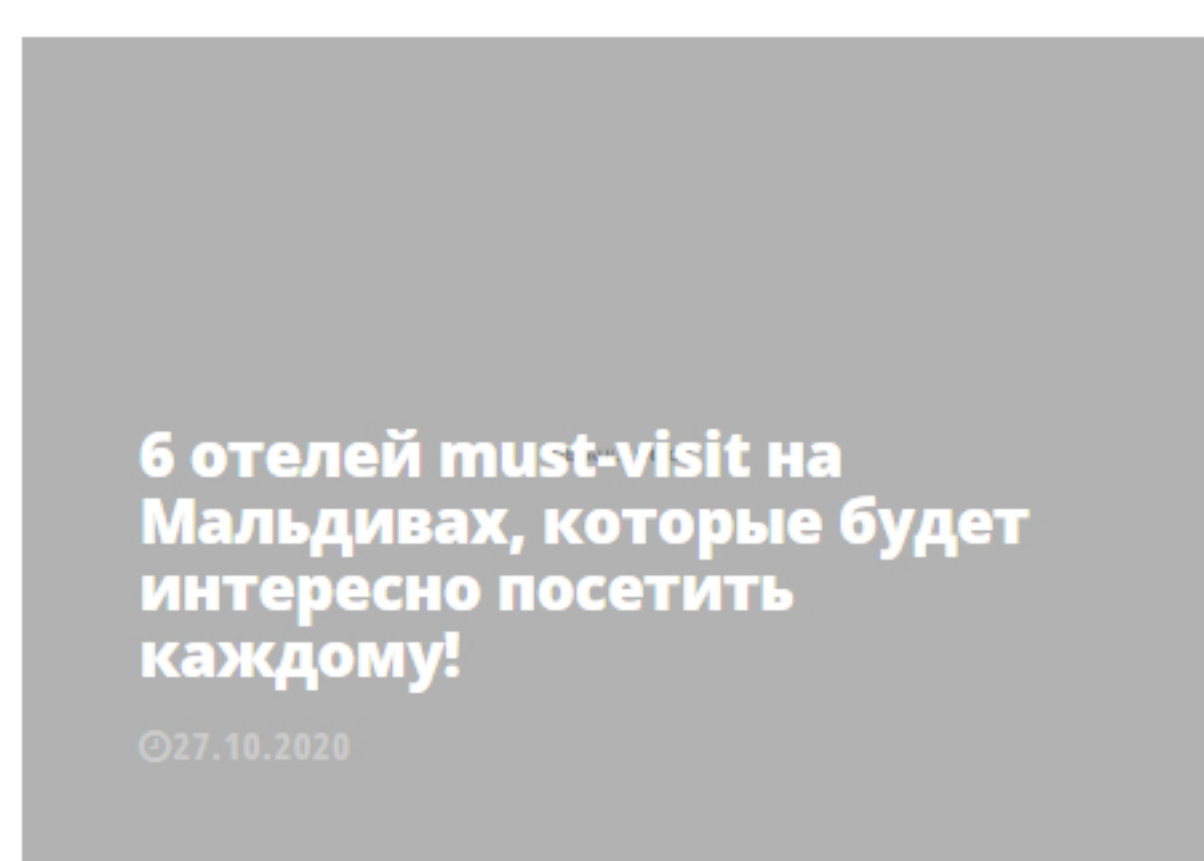 6 отелей must-visit на
Мальдивах, которые будет
интересно посетить
каждому!
27.10.2020